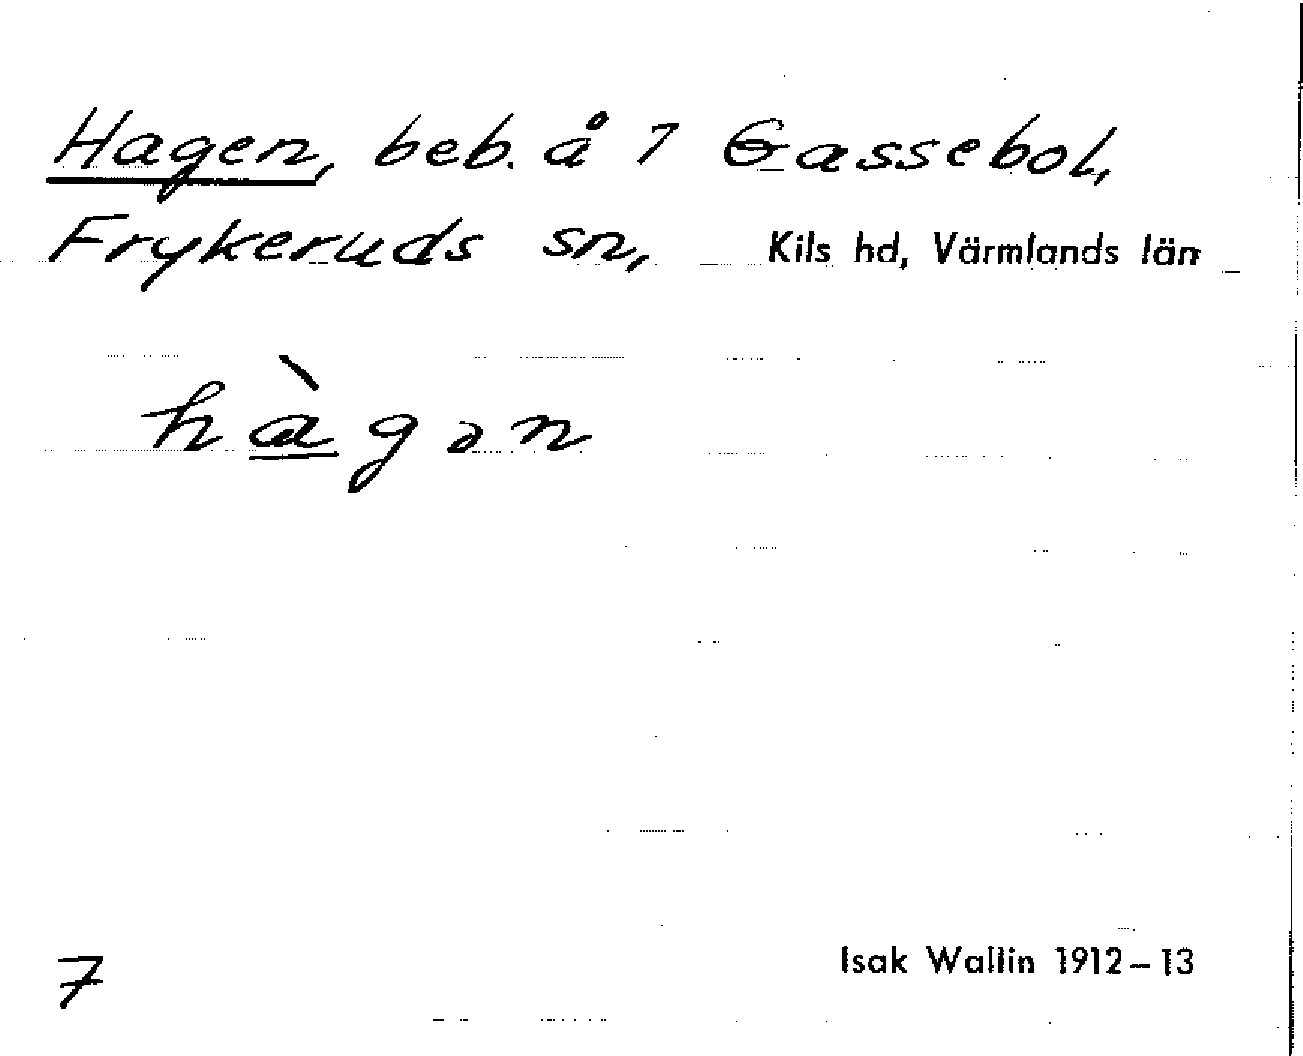 Hagen, beb. å 7 Gassebol,
Frykeruds sn, Kils hd, Värmlands län
hàgən
7
Isak Wallin 1912–13